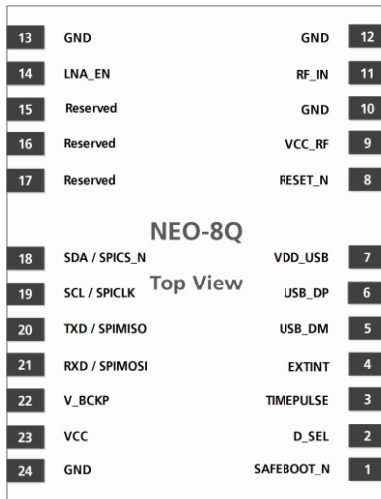 13 GND GND 12
14 LNA_EN RF_IN 11
15 Reserved GND 10
16 Reserved VCC_RF 9
17 Reserved RESET_N 8
NEO-8Q
18 SDA / SPICS_N VDD_USB 7
Top View
19 SCL / SPICLK USB_DP 6
20 TXD / SPIMISO USB_DM 5
21 RXD / SPIMOSI EXTINT 4
22 V_BCKP TIMEPULSE 3
23 VCC D_SEL 2
24 GND SAFEBOOT_N 1